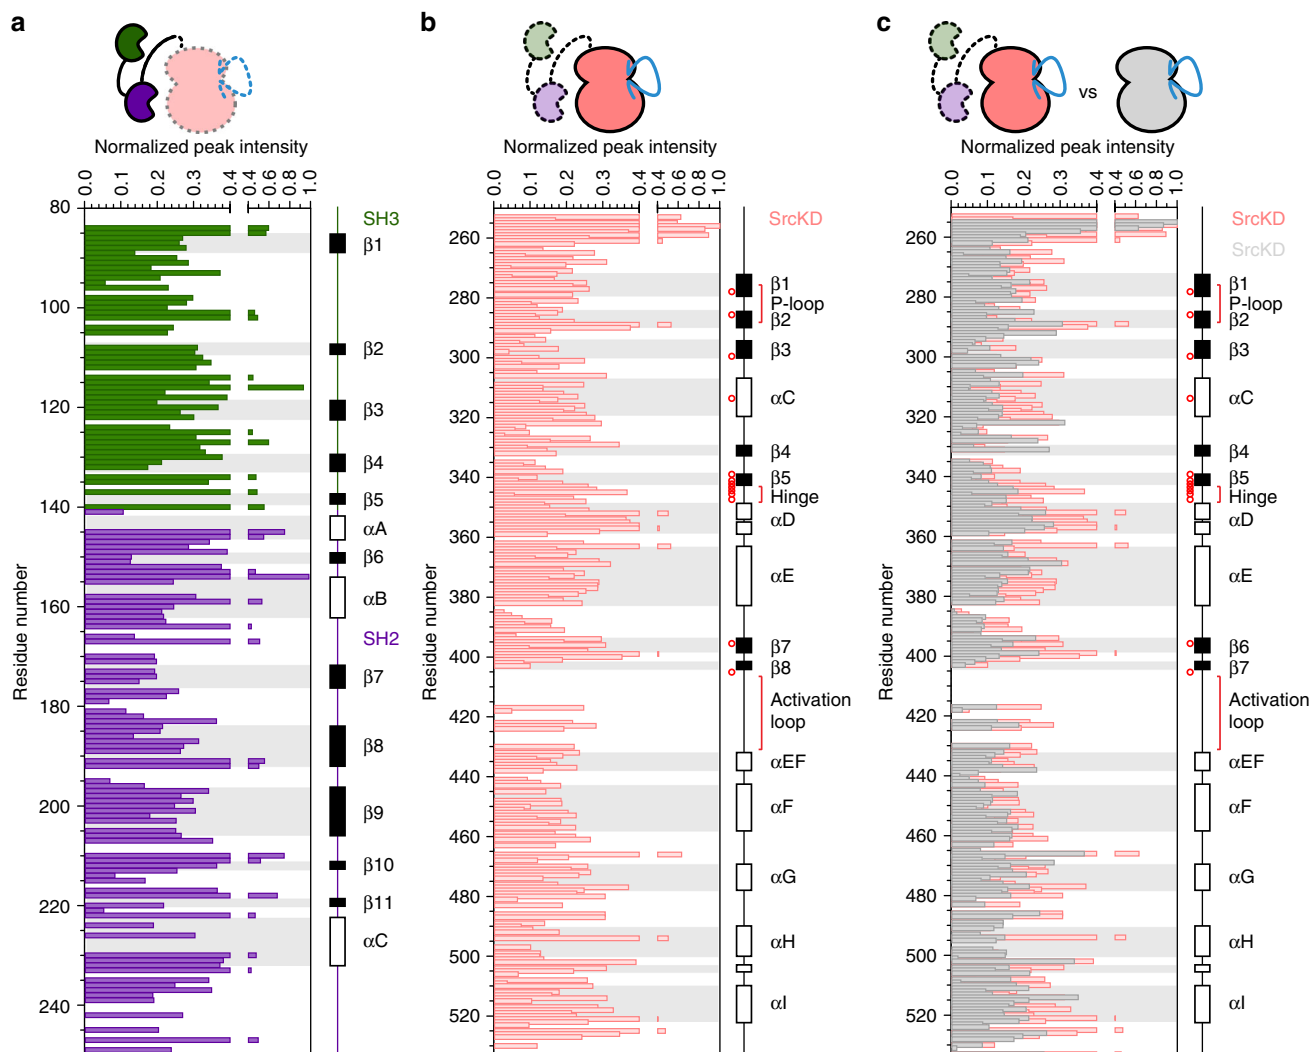 a
Normalized peak intensity
0.0 0.1 0.2 0.3 0.4 0.4 0.6 0.8 1.0
Residue number
80
100
120
140
160
180
200
220
240
SH3
β1
β2
β3
β4
β5
αA
β6
αB
SH2
β7
β8
β9
β10
β11
αC
b
Normalized peak intensity
0.0 0.1 0.2 0.3 0.4 0.4 0.6 0.8 1.0
Residue number
260
280
300
320
340
360
380
400
420
440
460
480
500
520
SrcKD
β1
P-loop
β2
β3
αC
β4
β5
Hinge
αD
αE
β7
β8
Activation
loop
αEF
αF
αG
αH
αI
c
vs
Normalized peak intensity
0.0 0.1 0.2 0.3 0.4 0.4 0.6 0.8 1.0
Residue number
260
280
300
320
340
360
380
400
420
440
460
480
500
520
SrcKD
SrcKD
β1
P-loop
β2
β3
αC
β4
β5
Hinge
αD
αE
β6
β7
Activation
loop
αEF
αF
αG
αH
αI